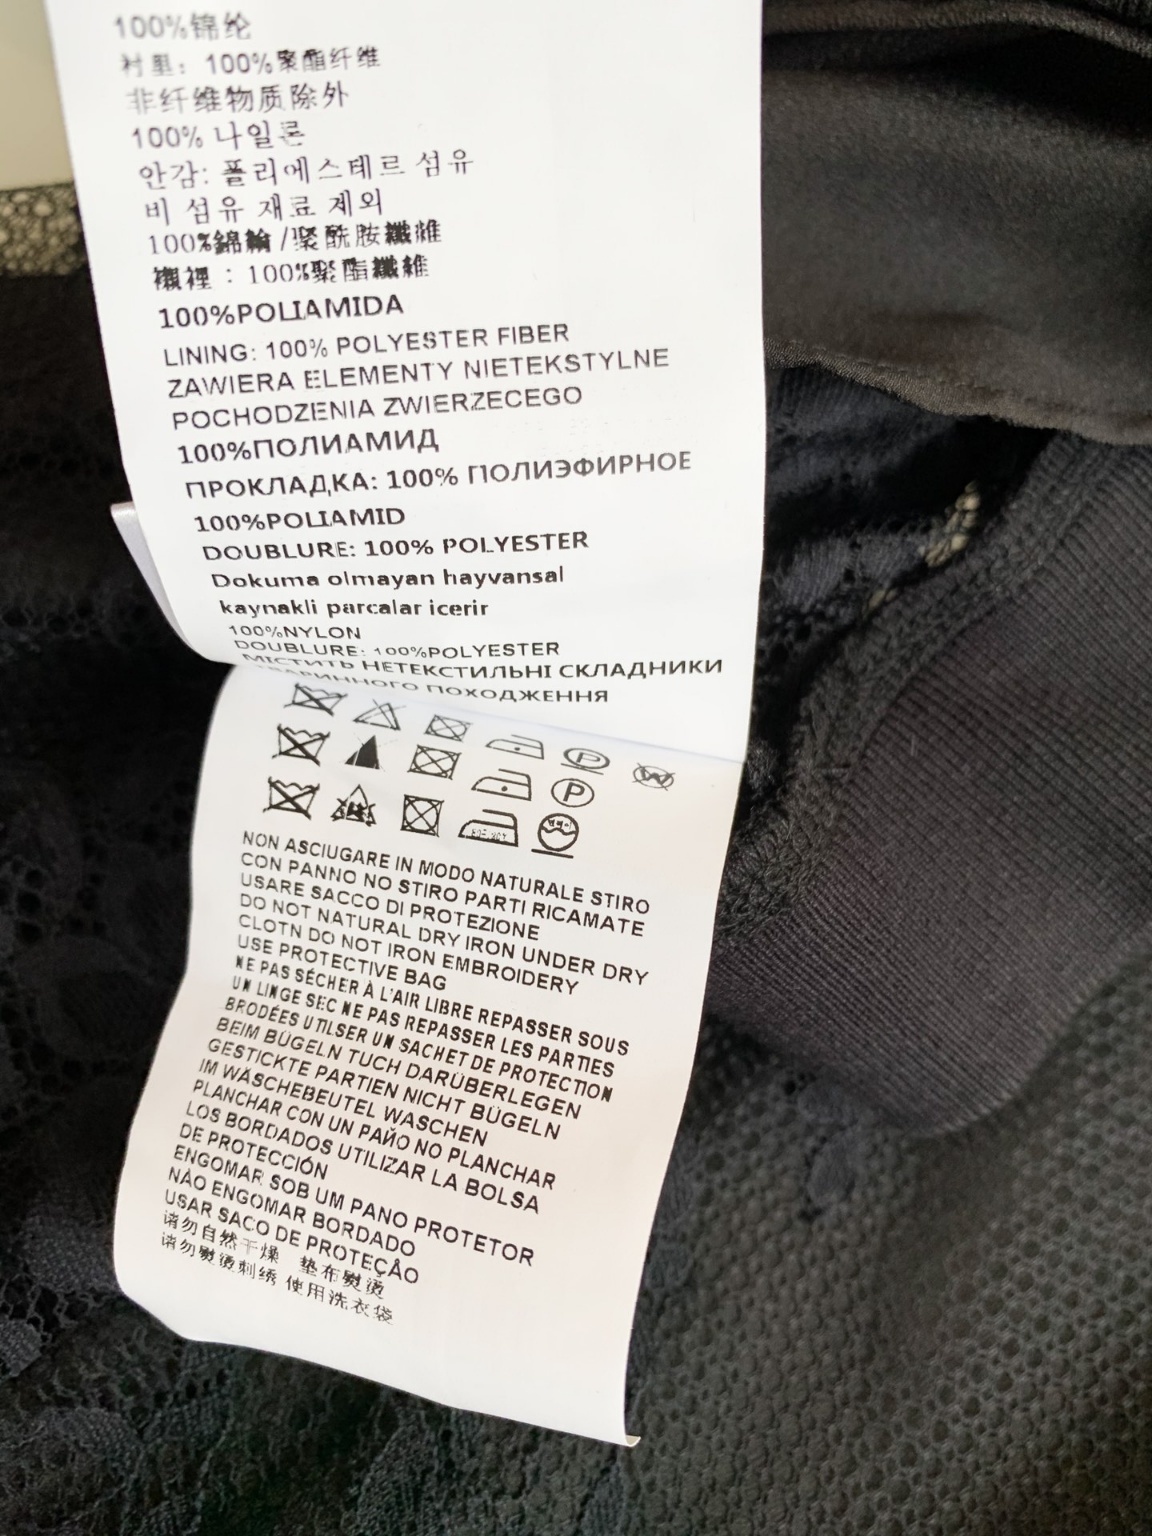 100%锦纶
衬里：100%聚酯纤维
非纤维物质除外
100% 나일론
안감: 폴리에스테르 섬유
비 섬유 재료 제외
100%錦綸/聚酰胺纖維
襯裡：100%聚酯纖維
100%POLIAMIDA
LINING: 100% POLYESTER FIBER
ZAWIERA ELEMENTY NIETEKSTYLNE
POCHODZENIA ZWIERZECEGO
100%ПОЛИАМИД
ПРОКЛАДКА: 100% ПОЛИЭФИРНОЕ
100%POLIAMID
DOUBLURE: 100% POLYESTER
Dokuma olmayan hayvansal
kaynakli parcalar icerir
100%NYLON
DOUBLURE: 100%POLYESTER
МІСТИТЬ НЕТЕКСТИЛЬНІ СКЛАДНИКИ
ТВАРИННОГО ПОХОДЖЕННЯ
P W
P
NON ASCIUGARE IN MODO NATURALE STIRO
CON PANNO NO STIRO PARTI RICAMATE
USARE SACCO DI PROTEZIONE
DO NOT NATURAL DRY IRON UNDER DRY
CLOTN DO NOT IRON EMBROIDERY
USE PROTECTIVE BAG
NE PAS SÉCHER À L'AIR LIBRE REPASSER SOUS
UN LINGE SEC NE PAS REPASSER LES PARTIES
BRODÉES UTILSER UN SACHET DE PROTECTION
BEIM BÜGELN TUCH DARÜBERLEGEN
GESTICKTE PARTIEN NICHT BÜGELN
IM WÄSCHEBEUTEL WASCHEN
PLANCHAR CON UN PAÑO NO PLANCHAR
LOS BORDADOS UTILIZAR LA BOLSA
DE PROTECCIÓN
ENGOMAR SOB UM PANO PROTETOR
NÃO ENGOMAR BORDADO
USAR SACO DE PROTEÇÃO
请勿自然干燥 垫布熨烫
请勿熨烫刺绣 使用洗衣袋